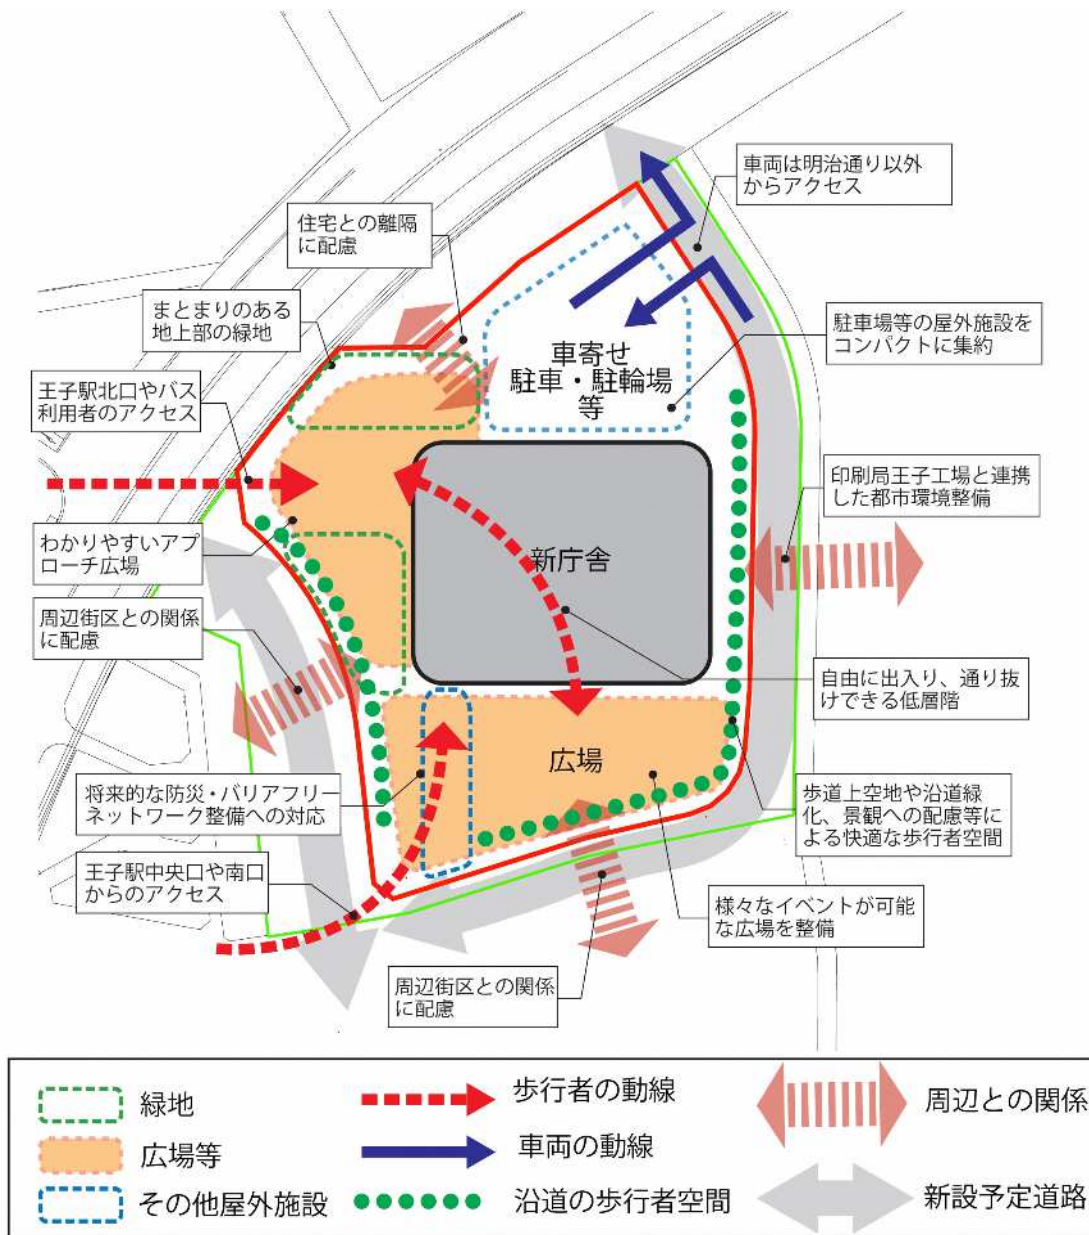 車両は明治通り以外
からアクセス
住宅との離隔
に配慮
まとまりのある
地上部の緑地
駐車場等の屋外施設を
コンパクトに集約
車寄せ
駐車・駐輪場
等
王子駅北口やバス
利用者のアクセス
印刷局王子工場と連携
した都市環境整備
わかりやすいアプ
ローチ広場
新庁舎
周辺街区との関係
に配慮
自由に出入り、通り抜
けできる低層階
広場
将来的な防災・バリアフリー
ネットワーク整備への対応
歩道上空地や沿道緑
化、景観への配慮等に
よる快適な歩行者空間
王子駅中央口や南口
からのアクセス
様々なイベントが可能
な広場を整備
周辺街区との関係
に配慮
緑地
歩行者の動線
周辺との関係
広場等
車両の動線
その他屋外施設
沿道の歩行者空間
新設予定道路